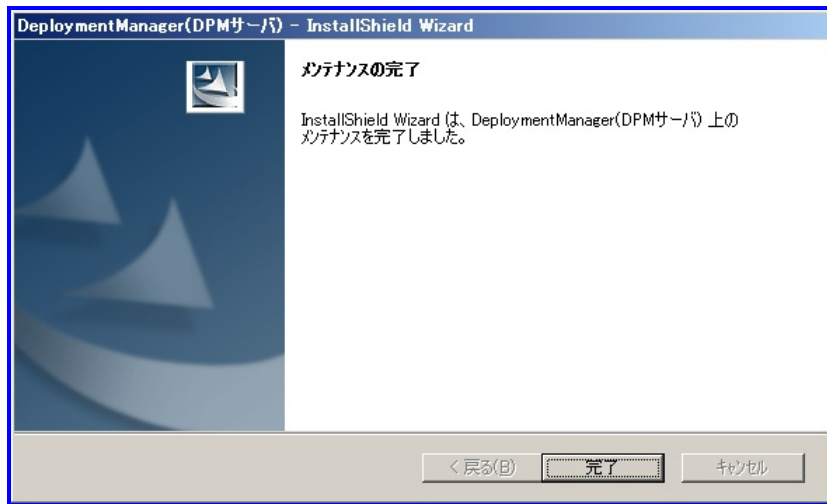 DeploymentManager(DPMサーバ) - InstallShield Wizard
メンテナンスの完了
InstallShield Wizard は、DeploymentManager(DPMサーバ) 上の
メンテナンスを完了しました。
< 戻る(B)
完了
キャンセル